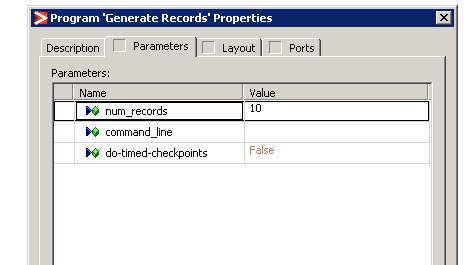 Program 'Generate Records' Properties
Description Parameters Layout Ports
Parameters:
Name Value
num_records 10
command_line
do-timed-checkpoints False